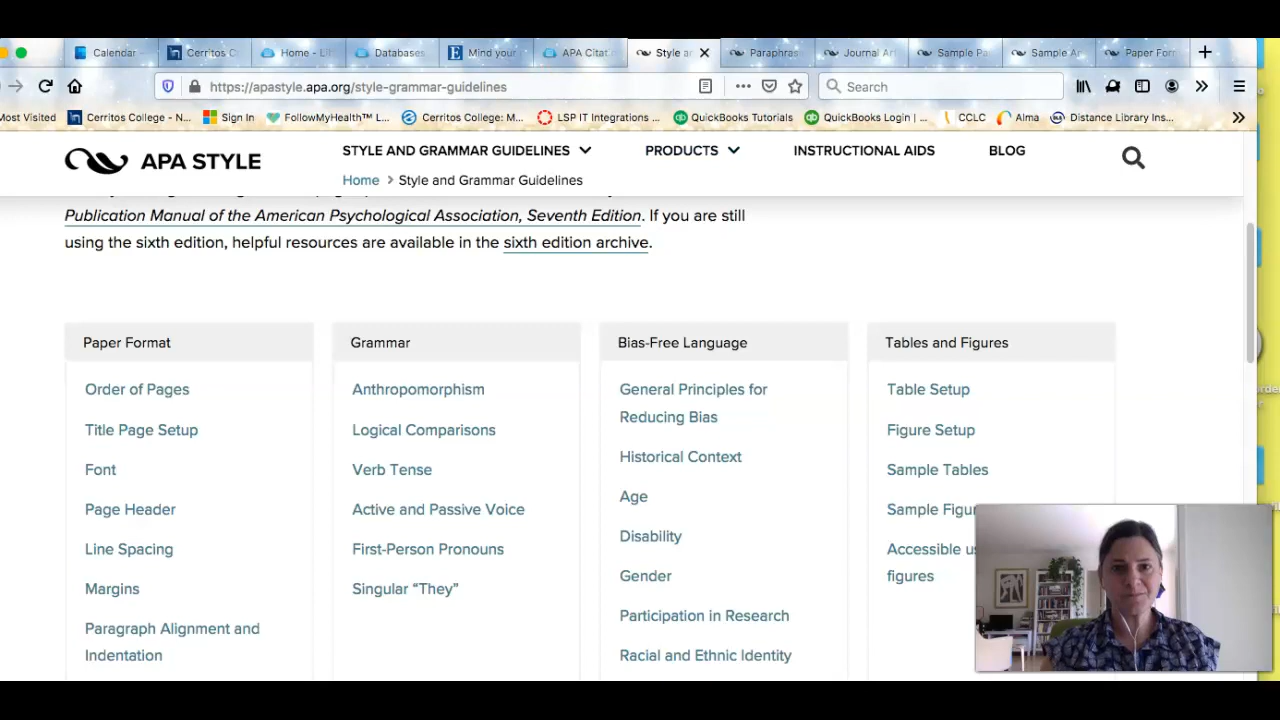 Calendar
Cerritos C
Home - Li
Databases
Mind your
APA Citat
Style ar
Paraphras
Journal Ar
Sample Pa
Sample Ar
Paper Forn
https://apastyle.apa.org/style-grammar-guidelines
Search
Most Visited
Cerritos College - N...
Sign In
FollowMyHealth™ L...
Cerritos College: M...
LSP IT Integrations ...
QuickBooks Tutorials
QuickBooks Login | ...
CCLC
Alma
Distance Library Ins...
APA STYLE
STYLE AND GRAMMAR GUIDELINES
PRODUCTS
INSTRUCTIONAL AIDS
BLOG
Home > Style and Grammar Guidelines
Publication Manual of the American Psychological Association, Seventh Edition. If you are still
using the sixth edition, helpful resources are available in the sixth edition archive.
Paper Format
Order of Pages
Title Page Setup
Font
Page Header
Line Spacing
Margins
Paragraph Alignment and
Indentation
Grammar
Anthropomorphism
Logical Comparisons
Verb Tense
Active and Passive Voice
First-Person Pronouns
Singular “They”
Bias-Free Language
General Principles for
Reducing Bias
Historical Context
Age
Disability
Gender
Participation in Research
Racial and Ethnic Identity
Tables and Figures
Table Setup
Figure Setup
Sample Tables
Sample Figu
Accessible u
figures